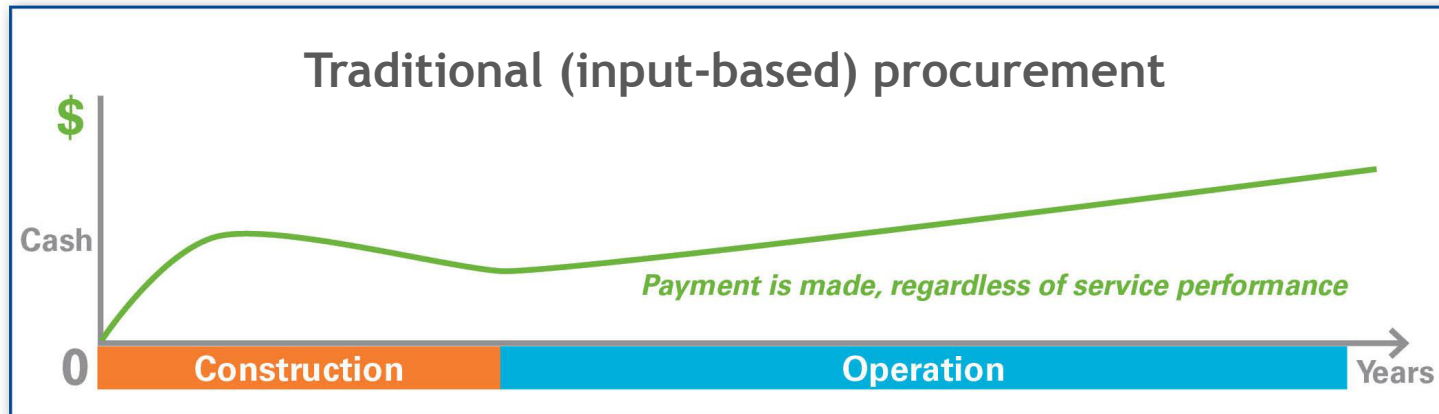 Traditional (input-based) procurement
$
Cash
Payment is made, regardless of service performance
0
Construction
Operation
Years